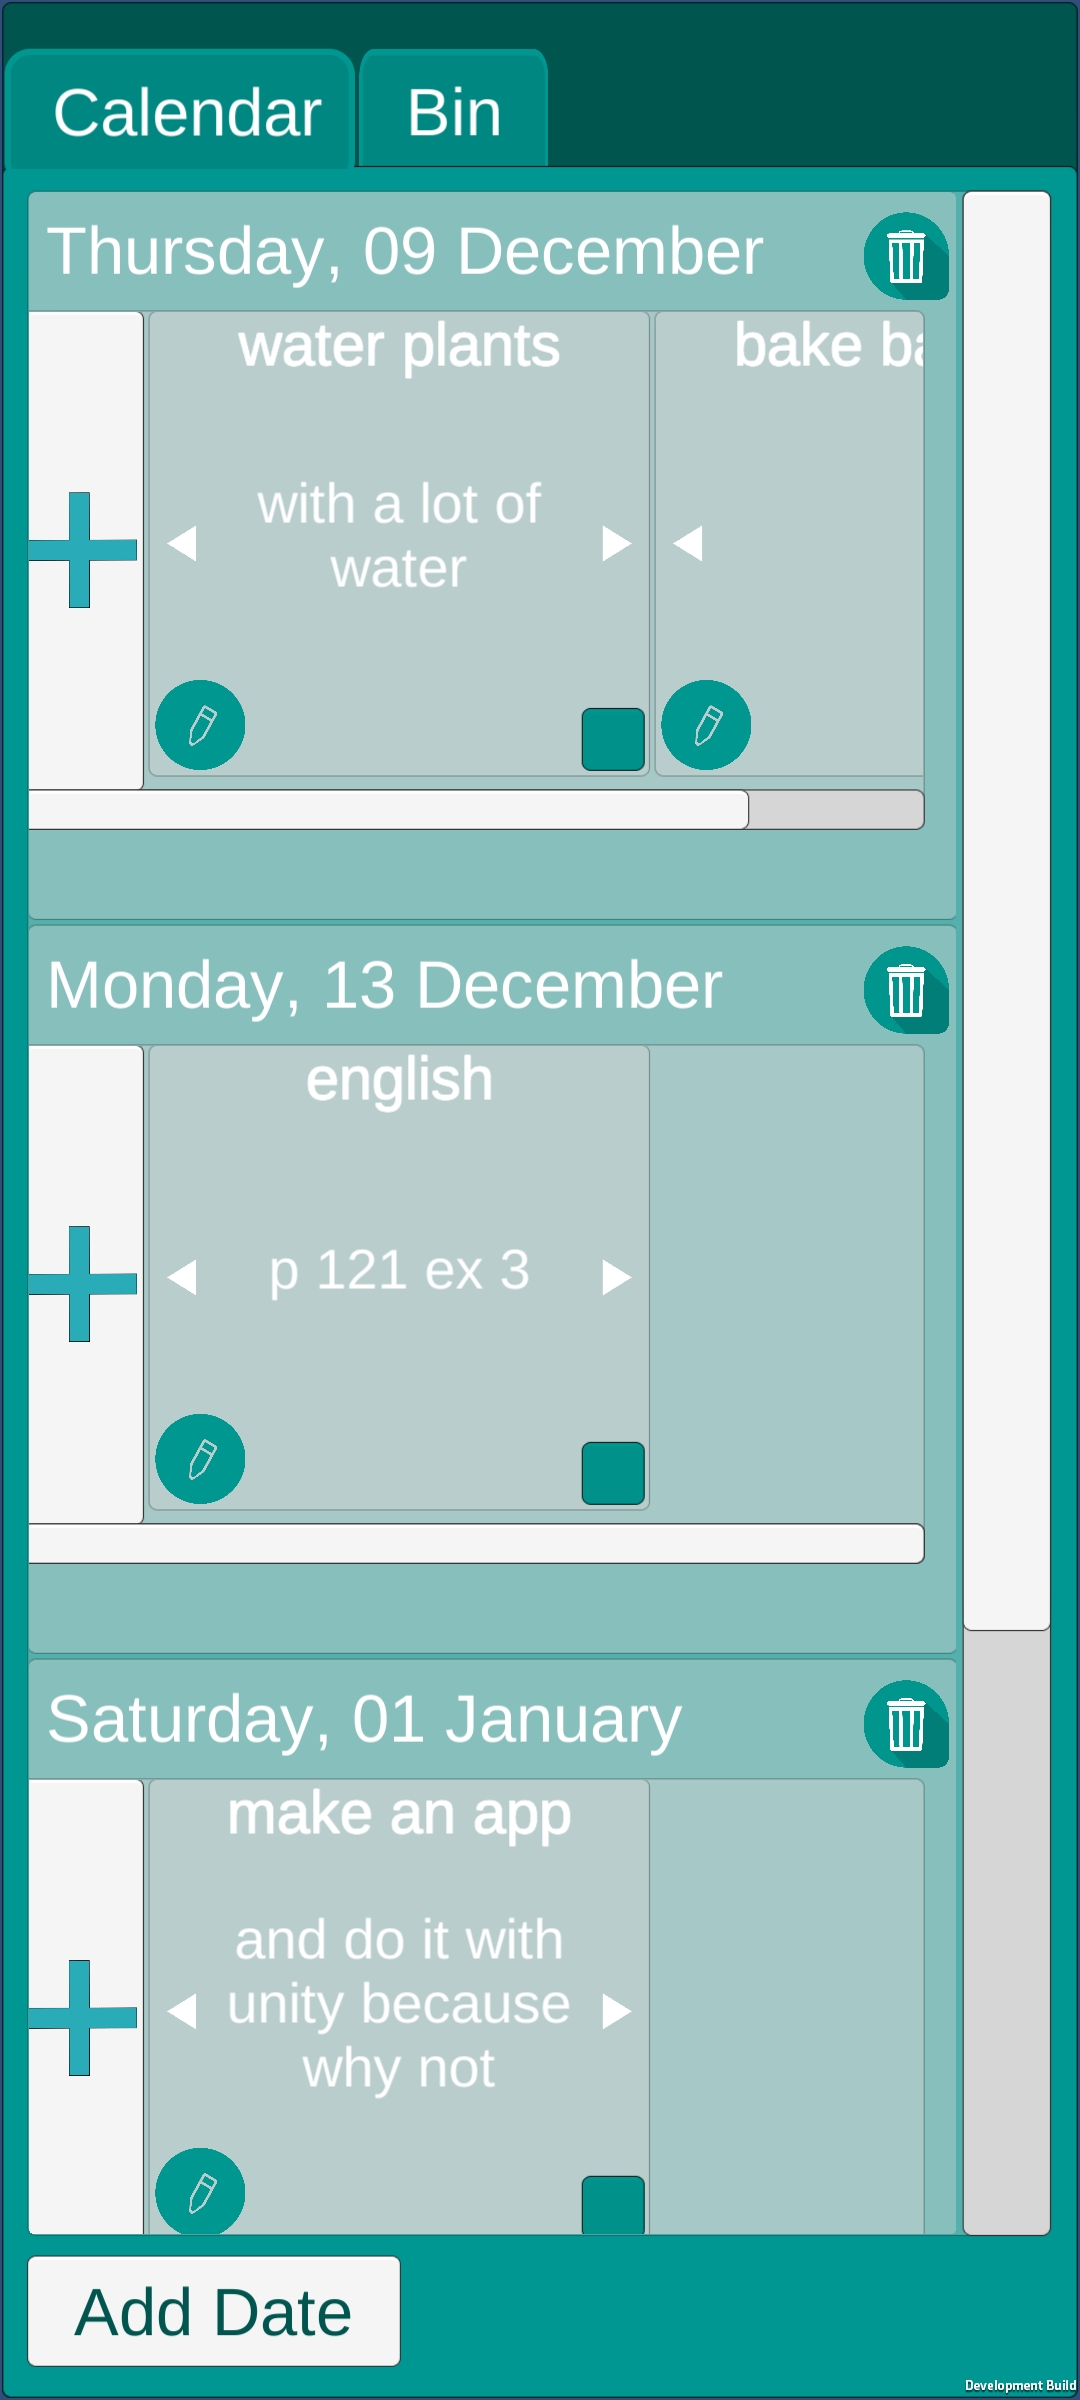 Calendar
Bin
Thursday, 09 December
water plants
bake
with a lot of
water
Monday, 13 December
english
p 121 ex 3
Saturday, 01 January
make an app
and do it with
unity because
why not
Add Date
Development Build